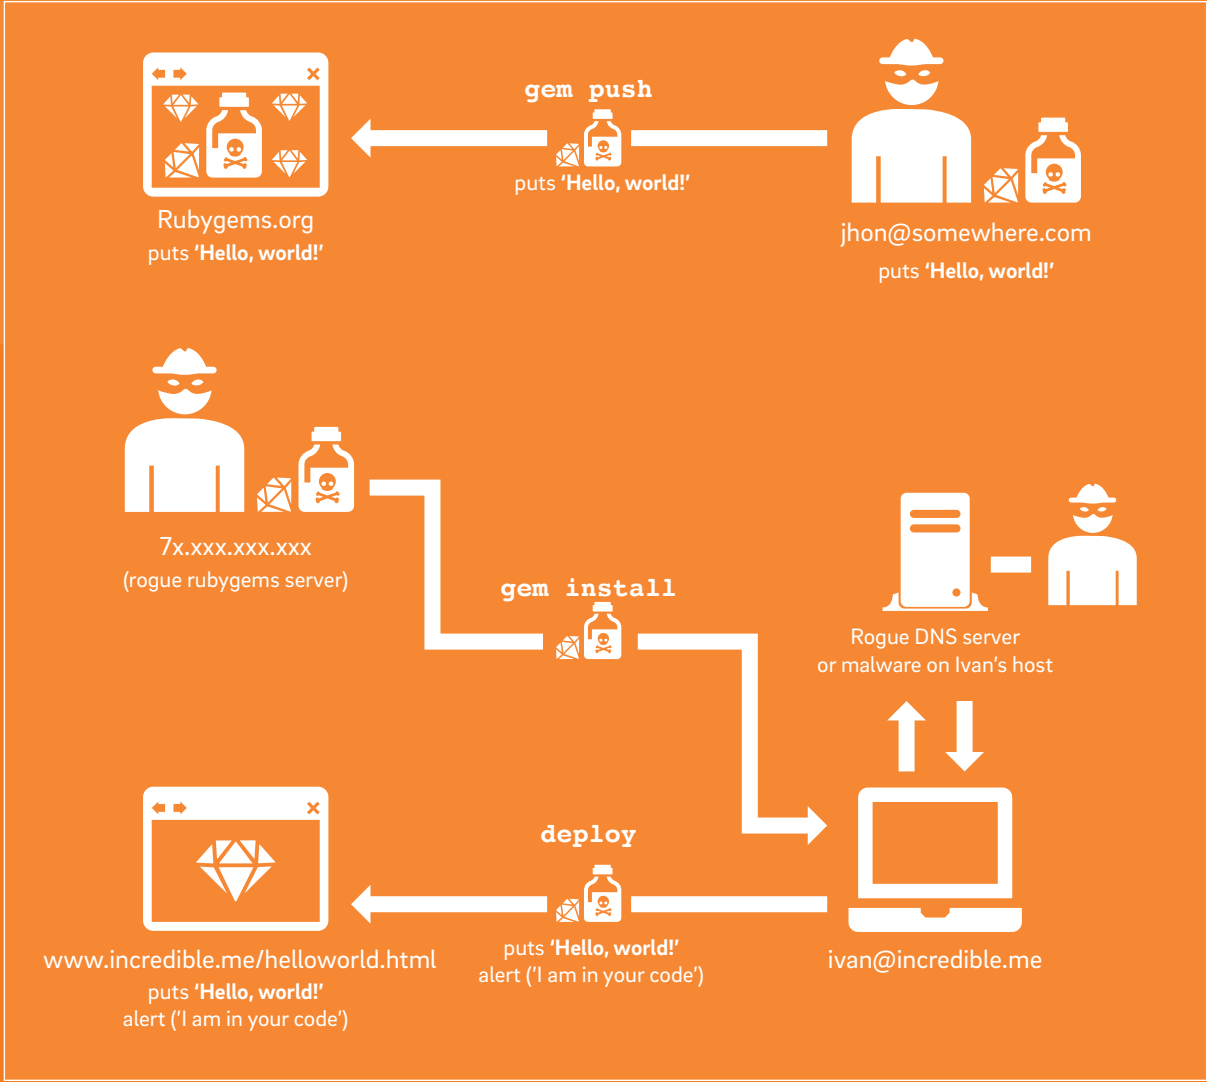 gem push
puts ‘Hello, world!’
Rubygems.org
puts ‘Hello, world!’
jhon@somewhere.com
puts ‘Hello, world!’
7x.xxx.xxx.xxx
(rogue rubygems server)
gem install
Rogue DNS server
or malware on Ivan’s host
deploy
puts ‘Hello, world!’
alert (‘I am in your code’)
www.incredible.me/helloworld.html
puts ‘Hello, world!’
alert (‘I am in your code’)
ivan@incredible.me